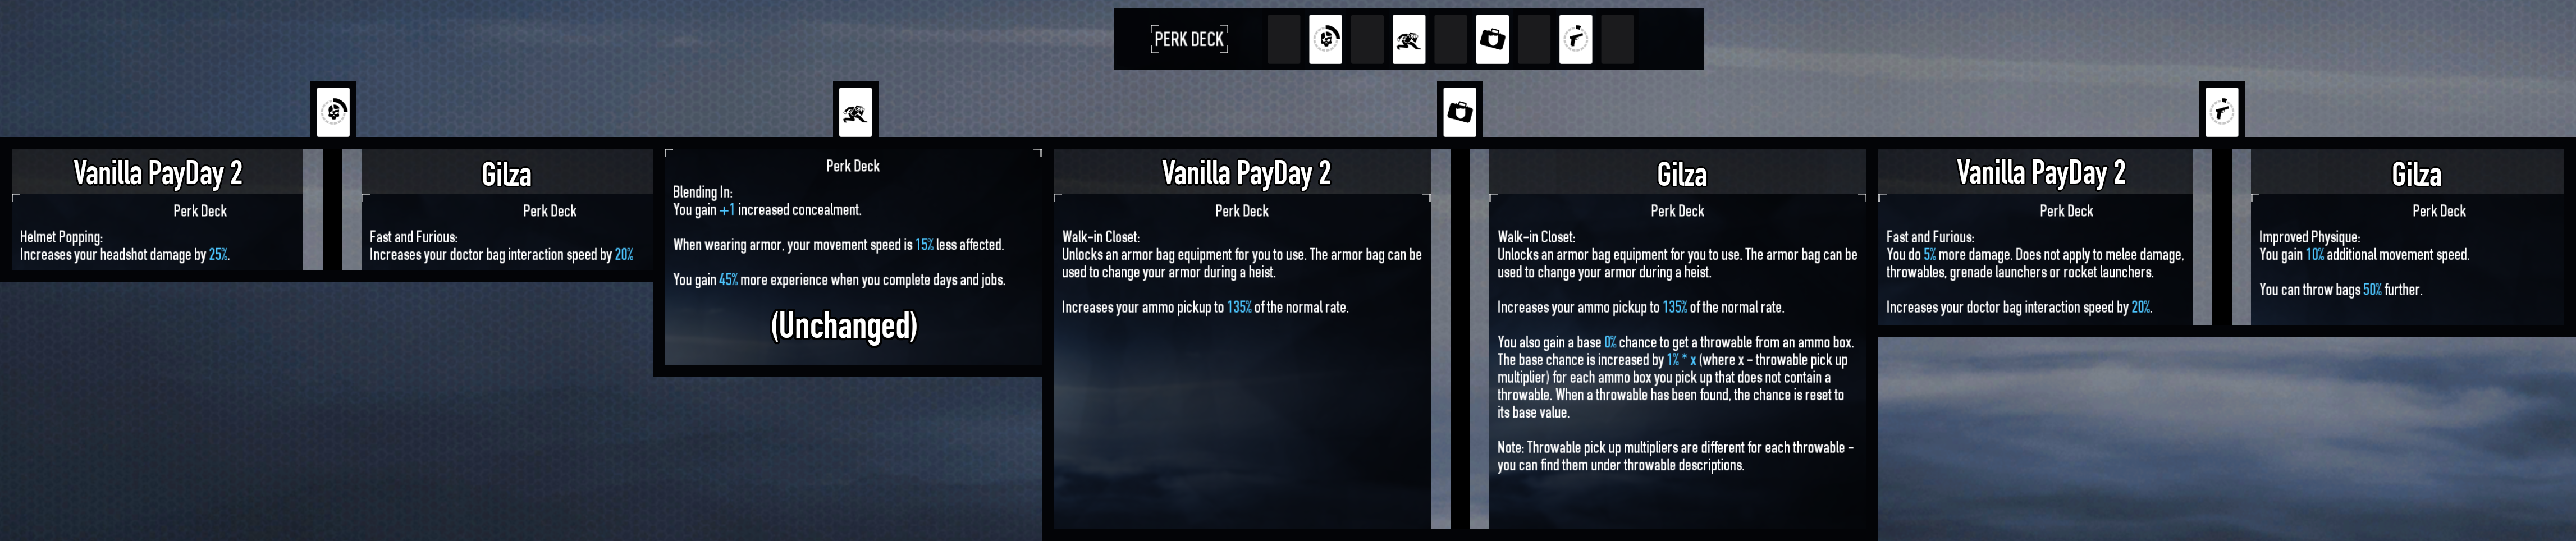 PERK DECK
Vanilla PayDay 2
Perk Deck
Helmet Popping:
Increases your headshot damage by 25%.
Gilza
Perk Deck
Fast and Furious:
Increases your doctor bag interaction speed by 20%
Perk Deck
Blending In:
You gain +1 increased concealment.
When wearing armor, your movement speed is 15% less affected.
You gain 45% more experience when you complete days and jobs.
(Unchanged)
Vanilla PayDay 2
Perk Deck
Walk-in Closet:
Unlocks an armor bag equipment for you to use. The armor bag can be
used to change your armor during a heist.
Increases your ammo pickup to 135% of the normal rate.
Gilza
Perk Deck
Walk-in Closet:
Unlocks an armor bag equipment for you to use. The armor bag can be
used to change your armor during a heist.
Increases your ammo pickup to 135% of the normal rate.
You also gain a base 0% chance to get a throwable from an ammo box.
The base chance is increased by 1% * x (where x - throwable pick up
multiplier) for each ammo box you pick up that does not contain a
throwable. When a throwable has been found, the chance is reset to
its base value.
Note: Throwable pick up multipliers are different for each throwable -
you can find them under throwable descriptions.
Vanilla PayDay 2
Perk Deck
Fast and Furious:
You do 5% more damage. Does not apply to melee damage,
throwables, grenade launchers or rocket launchers.
Increases your doctor bag interaction speed by 20%.
Gilza
Perk Deck
Improved Physique:
You gain 10% additional movement speed.
You can throw bags 50% further.